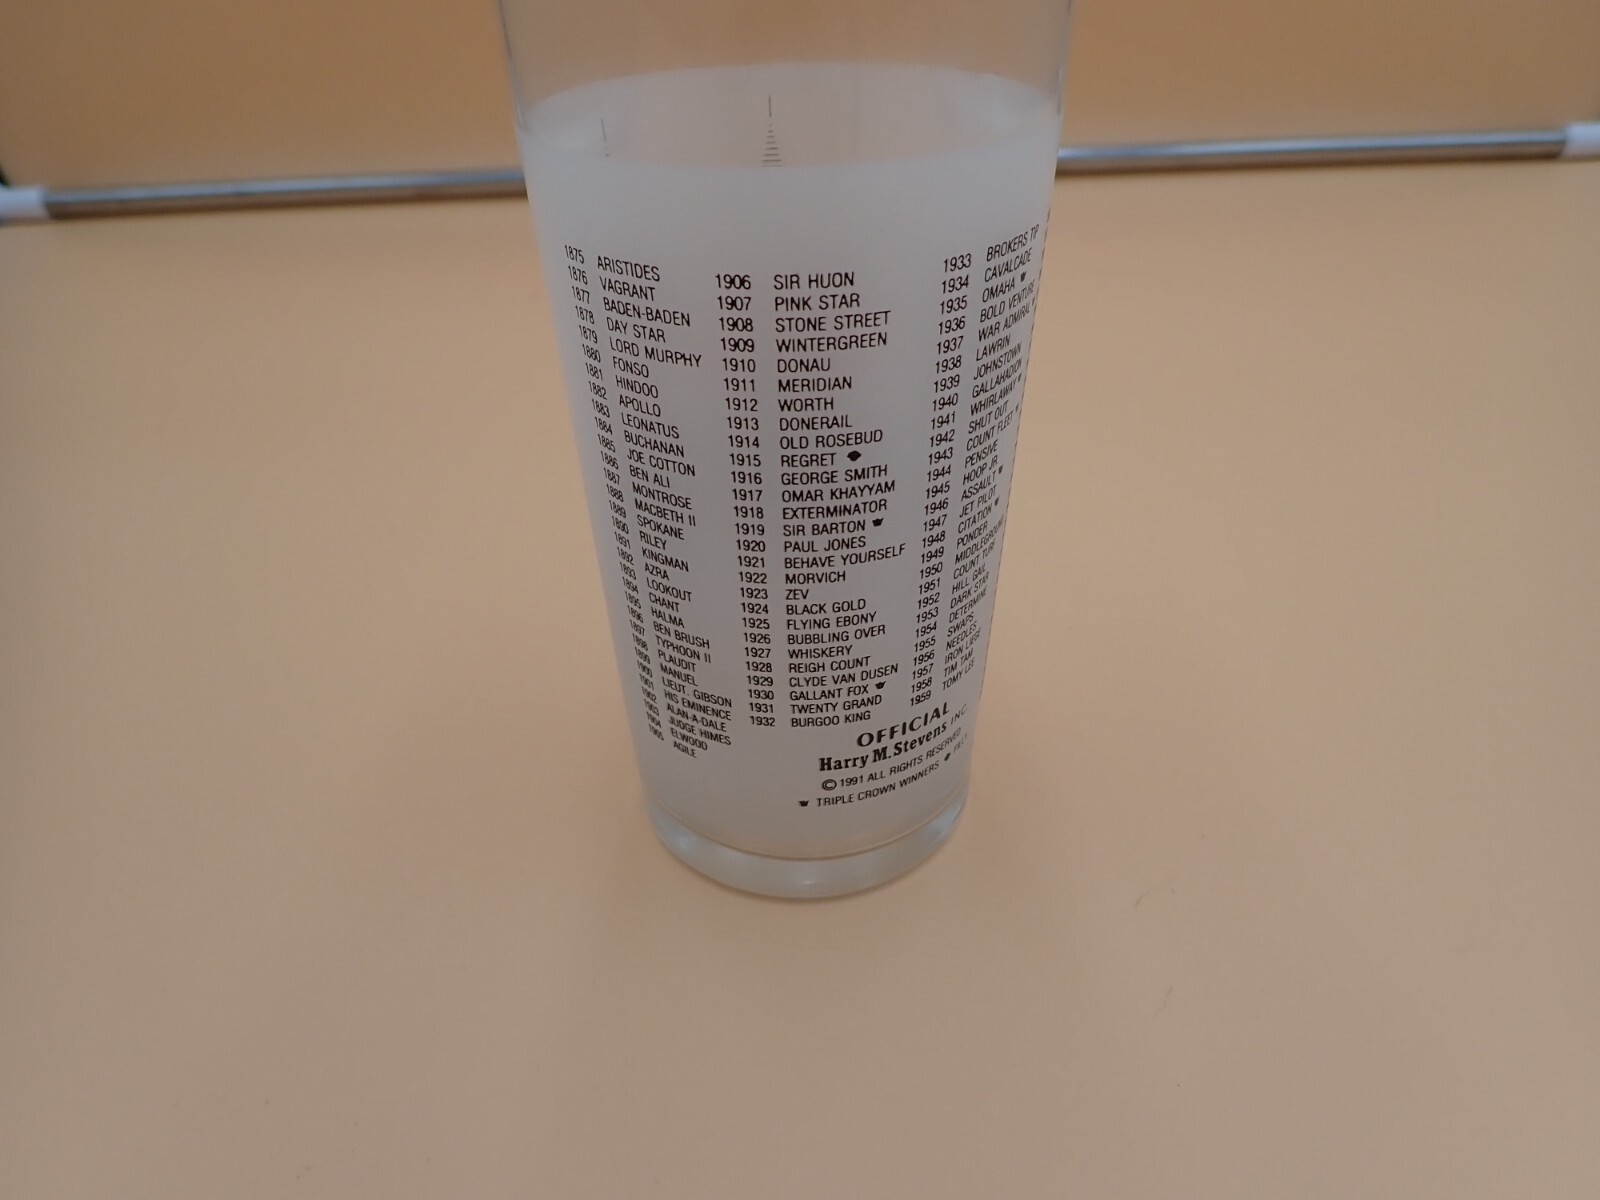 1875 ARISTIDES
1876 VAGRANT
1877 BADEN-BADEN
1878 DAY STAR
1879 LORD MURPHY
1880 FONSO
1881 HINDOO
1882 APOLLO
1883 LEONATUS
1884 BUCHANAN
1885 JOE COTTON
1886 BEN ALI
1887 MONTROSE
1888 MACBETH II
1889 SPOKANE
1890 RILEY
1891 KINGMAN
1892 AZRA
1893 LOOKOUT
1894 CHANT
1895 HALMA
1896 BEN BRUSH
1897 TYPHOON II
1898 PLAUDIT
1899 MANUEL
1900 LIEUT. GIBSON
1901 HIS EMINENCE
1902 ALAN-A-DALE
1903 JUDGE HIMES
1904 ELWOOD
1905 AGILE
1906 SIR HUON
1907 PINK STAR
1908 STONE STREET
1909 WINTERGREEN
1910 DONAU
1911 MERIDIAN
1912 WORTH
1913 DONERAIL
1914 OLD ROSEBUD
1915 REGRET
1916 GEORGE SMITH
1917 OMAR KHAYYAM
1918 EXTERMINATOR
1919 SIR BARTON
1920 PAUL JONES
1921 BEHAVE YOURSELF
1922 MORVICH
1923 ZEV
1924 BLACK GOLD
1925 FLYING EBONY
1926 BUBBLING OVER
1927 WHISKERY
1928 REIGH COUNT
1929 CLYDE VAN DUSEN
1930 GALLANT FOX
1931 TWENTY GRAND
1932 BURGOO KING
1933 BROKERS TIP
1934 CAVALCADE
1935 OMAHA
1936 BOLD VENTURE
1937 WAR ADMIRAL
1938 LAWRIN
1939 JOHNSTOWN
1940 GALLAHADION
1941 WHIRLAWAY
1942 SHUT OUT
1943 COUNT FLEET
1944 PENSIVE
1945 HOOP JR.
1946 ASSAULT
1947 JET PILOT
1948 CITATION
1949 PONDER
1950 MIDDLEGROUND
1951 COUNT TURF
1952 HILL GAIL
1953 DARK STAR
1954 DETERMINE
1955 SWAPS
1956 NEEDLES
1957 IRON LIEGE
1958 TIM TAM
1959 TOMY LEE
OFFICIAL
Harry M. Stevens INC.
© 1991 ALL RIGHTS RESERVED
TRIPLE CROWN WINNERS